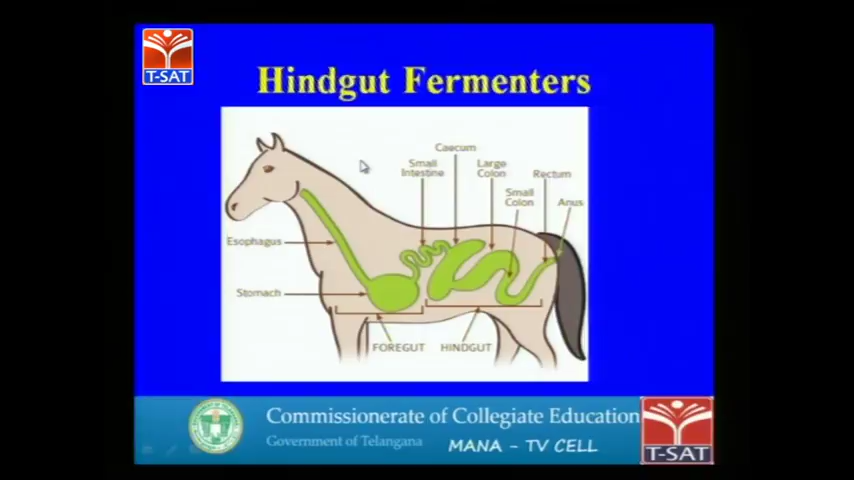 T-SAT
Hindgut Fermenters
Caecum
Small
Intestine
Large
Colon
Rectum
Small
Colon
Anus
Esophagus
Stomach
FOREGUT
HINDGUT
Commissionerate of Collegiate Education
Government of Telangana
MANA - TV CELL
T-SAT